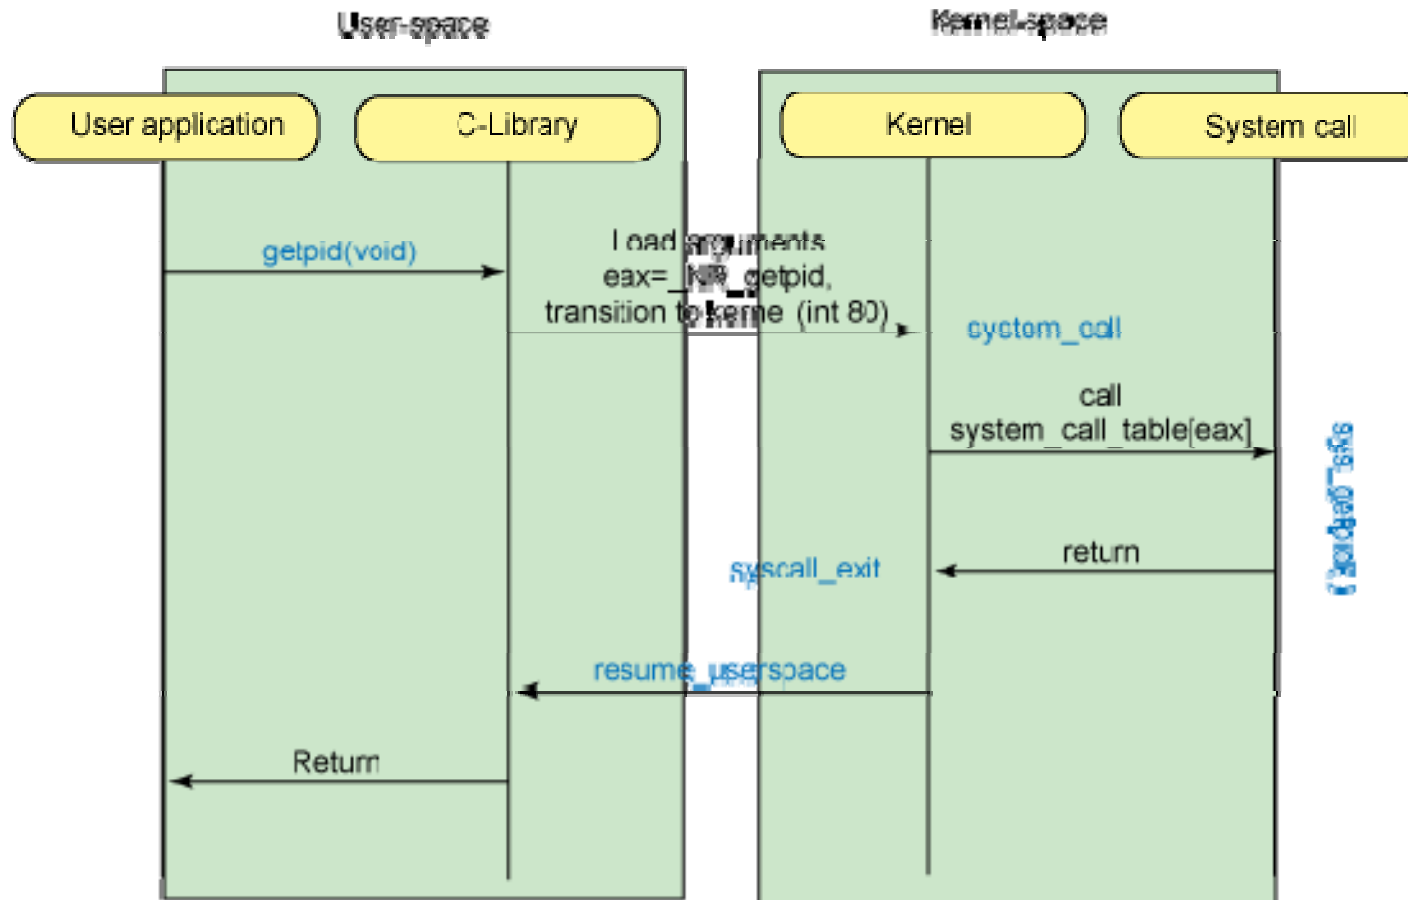 User-space
Kernel-space
User application
C-Library
Kernel
System call
getpid(void)
Load arguments
eax=_NR_getpid,
transition to kerne (int 80)
system_call
call
system_call_table[eax]
sys_getpid( )
return
syscall_exit
resume_userspace
Return